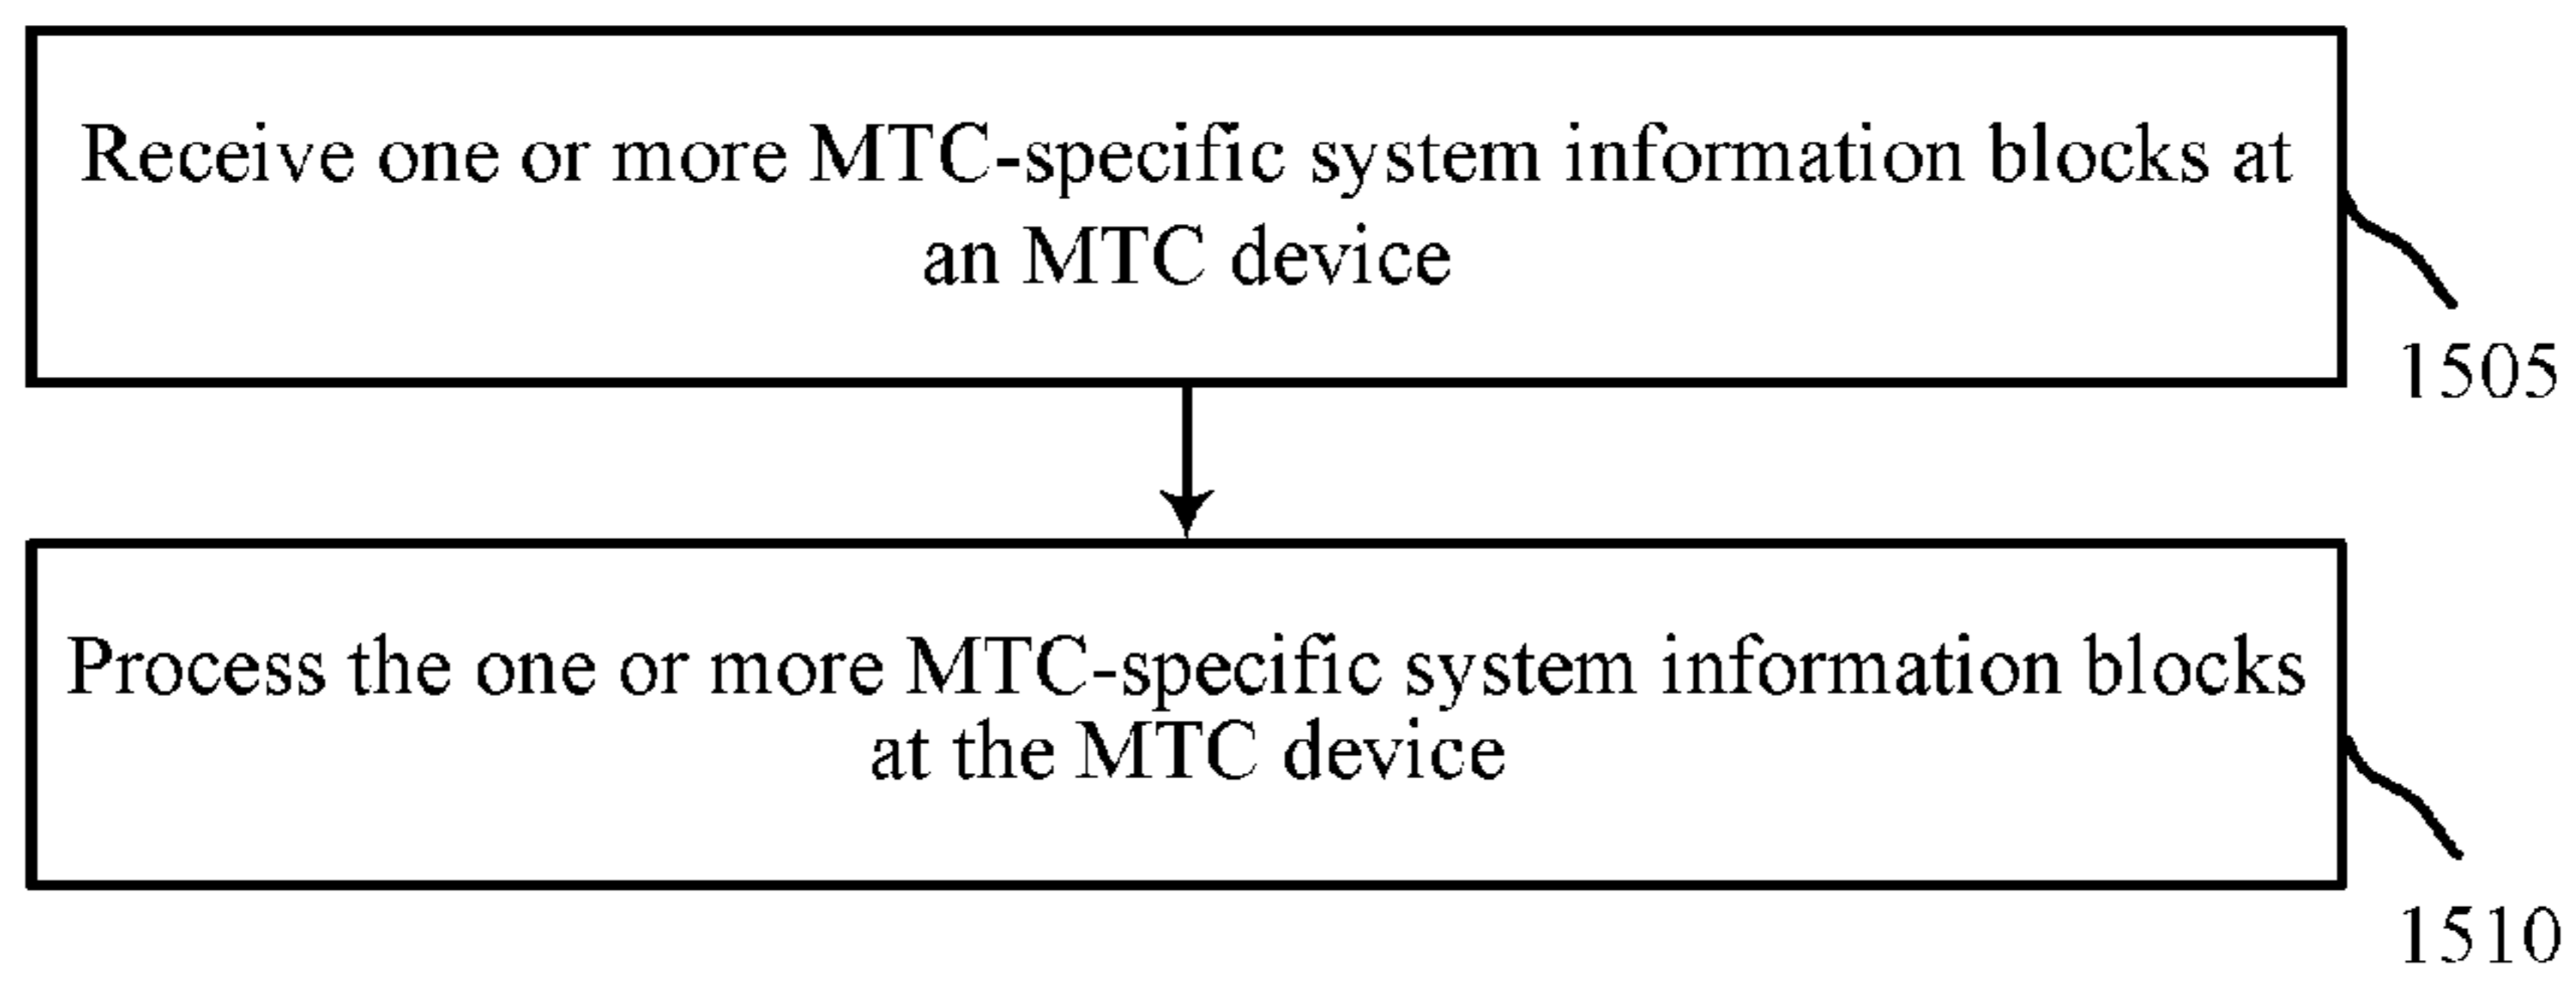 Receive one or more MTC-specific system information blocks at
an MTC device
1505
Process the one or more MTC-specific system information blocks
at the MTC device
1510